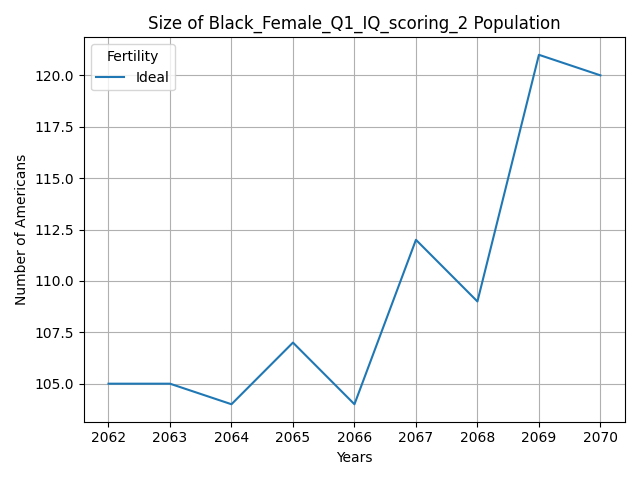 Size of Black_Female_Q1_IQ_scoring_2 Population
Fertility
Ideal
120.0
117.5
115.0
112.5
110.0
107.5
105.0
Number of Americans
2062 2063 2064 2065 2066 2067 2068 2069 2070
Years